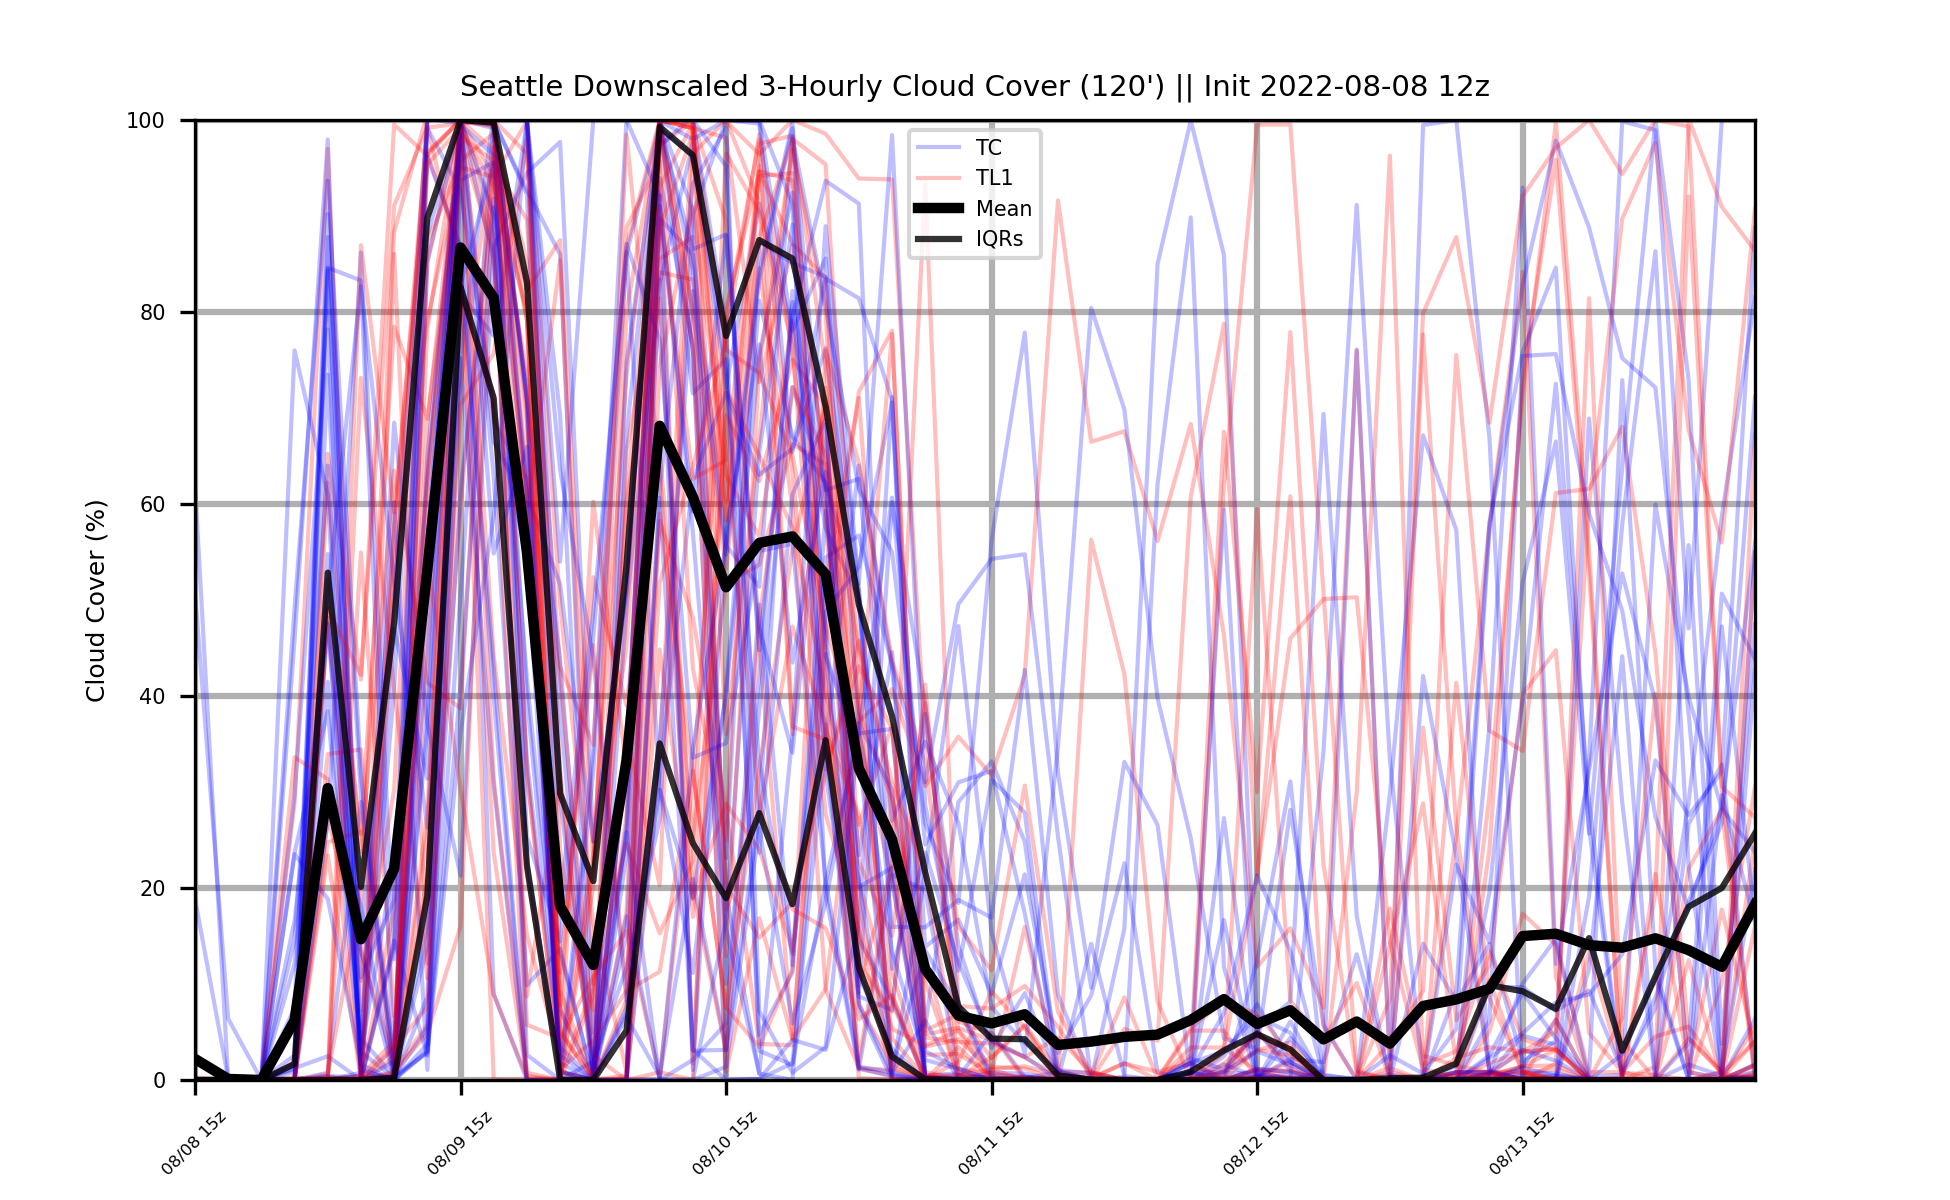 Seattle Downscaled 3-Hourly Cloud Cover (120') || Init 2022-08-08 12z
TC
TL1
Mean
IQRs
Cloud Cover (%)
100
80
60
40
20
0
08/08 15z
08/09 15z
08/10 15z
08/11 15z
08/12 15z
08/13 15z